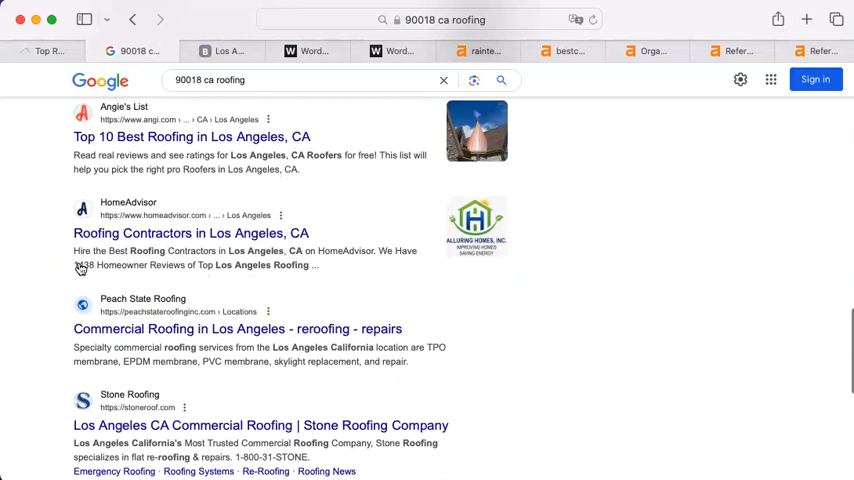 90018 ca roofing
Top R...
90018 c...
Los A...
Word...
Word...
rainte...
bestc...
Orga...
Refer...
Refer...
Google
90018 ca roofing
Sign in
Angie's List
https://www.angi.com › ... › CA › Los Angeles
Top 10 Best Roofing in Los Angeles, CA
Read real reviews and see ratings for Los Angeles, CA Roofers for free! This list will
help you pick the right pro Roofers in Los Angeles, CA.
HomeAdvisor
https://www.homeadvisor.com › ... › Los Angeles
Roofing Contractors in Los Angeles, CA
Hire the Best Roofing Contractors in Los Angeles, CA on HomeAdvisor. We Have
Homeowner Reviews of Top Los Angeles Roofing ...
ALLURING HOMES, INC.
IMPROVING HOMES
SAVING ENERGY
Peach State Roofing
https://peachstateroofinginc.com › Locations
Commercial Roofing in Los Angeles - reroofing - repairs
Specialty commercial roofing services from the Los Angeles California location are TPO
membrane, EPDM membrane, PVC membrane, skylight replacement, and repair.
Stone Roofing
https://stoneroof.com
Los Angeles CA Commercial Roofing | Stone Roofing Company
Los Angeles California's Most Trusted Commercial Roofing Company, Stone Roofing
specializes in flat re-roofing & repairs. 1-800-31-STONE.
Emergency Roofing · Roofing Systems · Re-Roofing · Roofing News